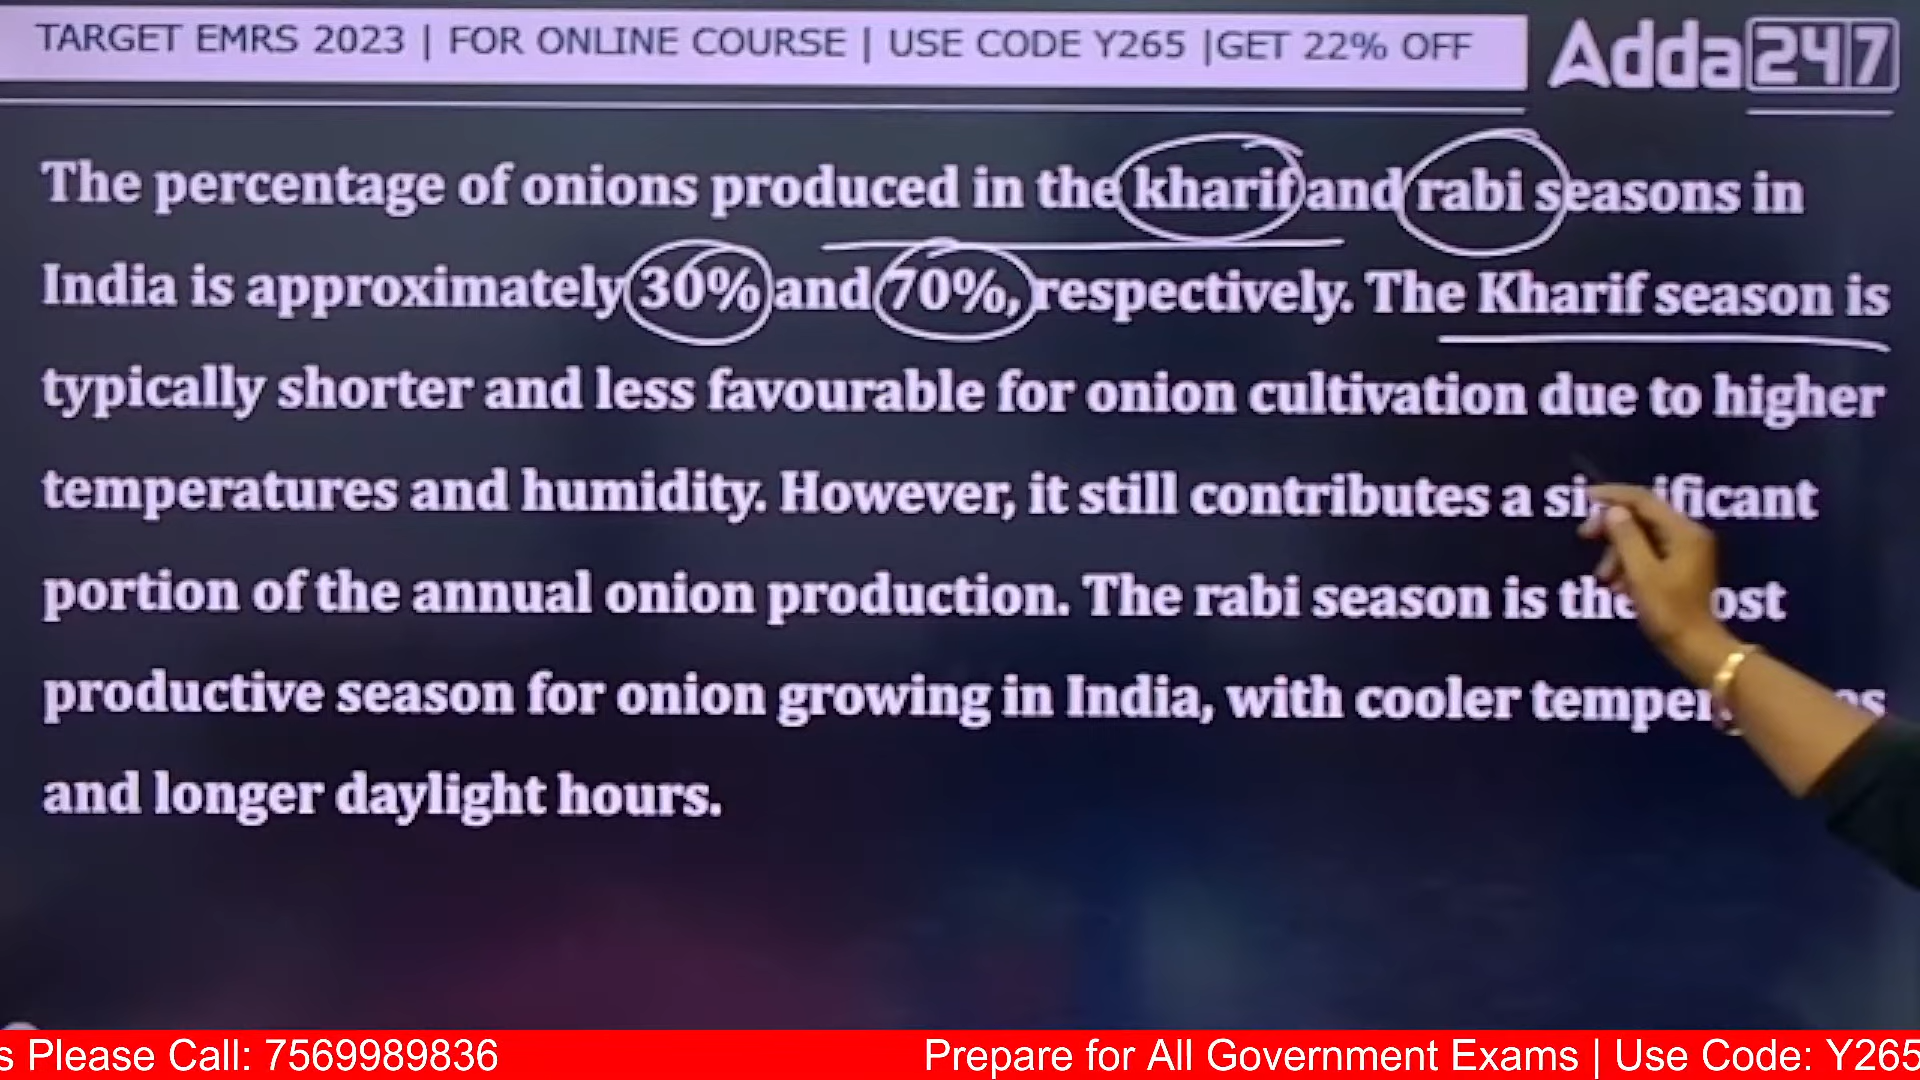 TARGET EMRS 2023 | FOR ONLINE COURSE | USE CODE Y265 |GET 22% OFF
Adda247
The percentage of onions produced in the kharif and rabi seasons in
India is approximately 30% and 70%, respectively. The Kharif season is
typically shorter and less favourable for onion cultivation due to higher
temperatures and humidity. However, it still contributes a
portion of the annual onion production. The rabi season is the
productive season for onion growing in India, with cooler
and longer daylight hours.
s Please Call: 7569989836
Prepare for All Government Exams | Use Code: Y265